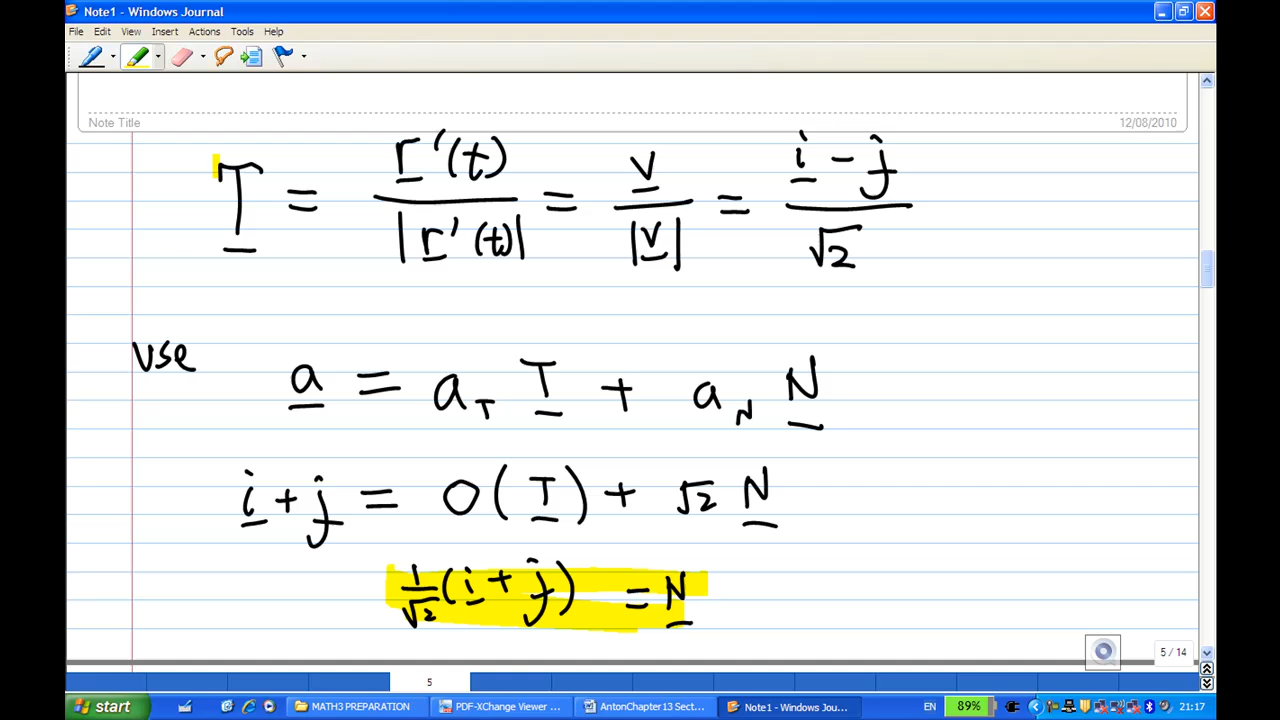 Note1 - Windows Journal
File Edit View Insert Actions Tools Help
Note Title 12/08/2010
T = r'(t) / |r'(t)| = v / |v| = i - j / √2
use
a = a_T T + a_N N
i + j = 0(T) + √2 N
1/√2 (i + j) = N
5 / 14
5
start MATH3 PREPARATION PDF-XChange Viewer ... AntonChapter13 Sect... Note1 - Windows Jou... EN 89% 21:17